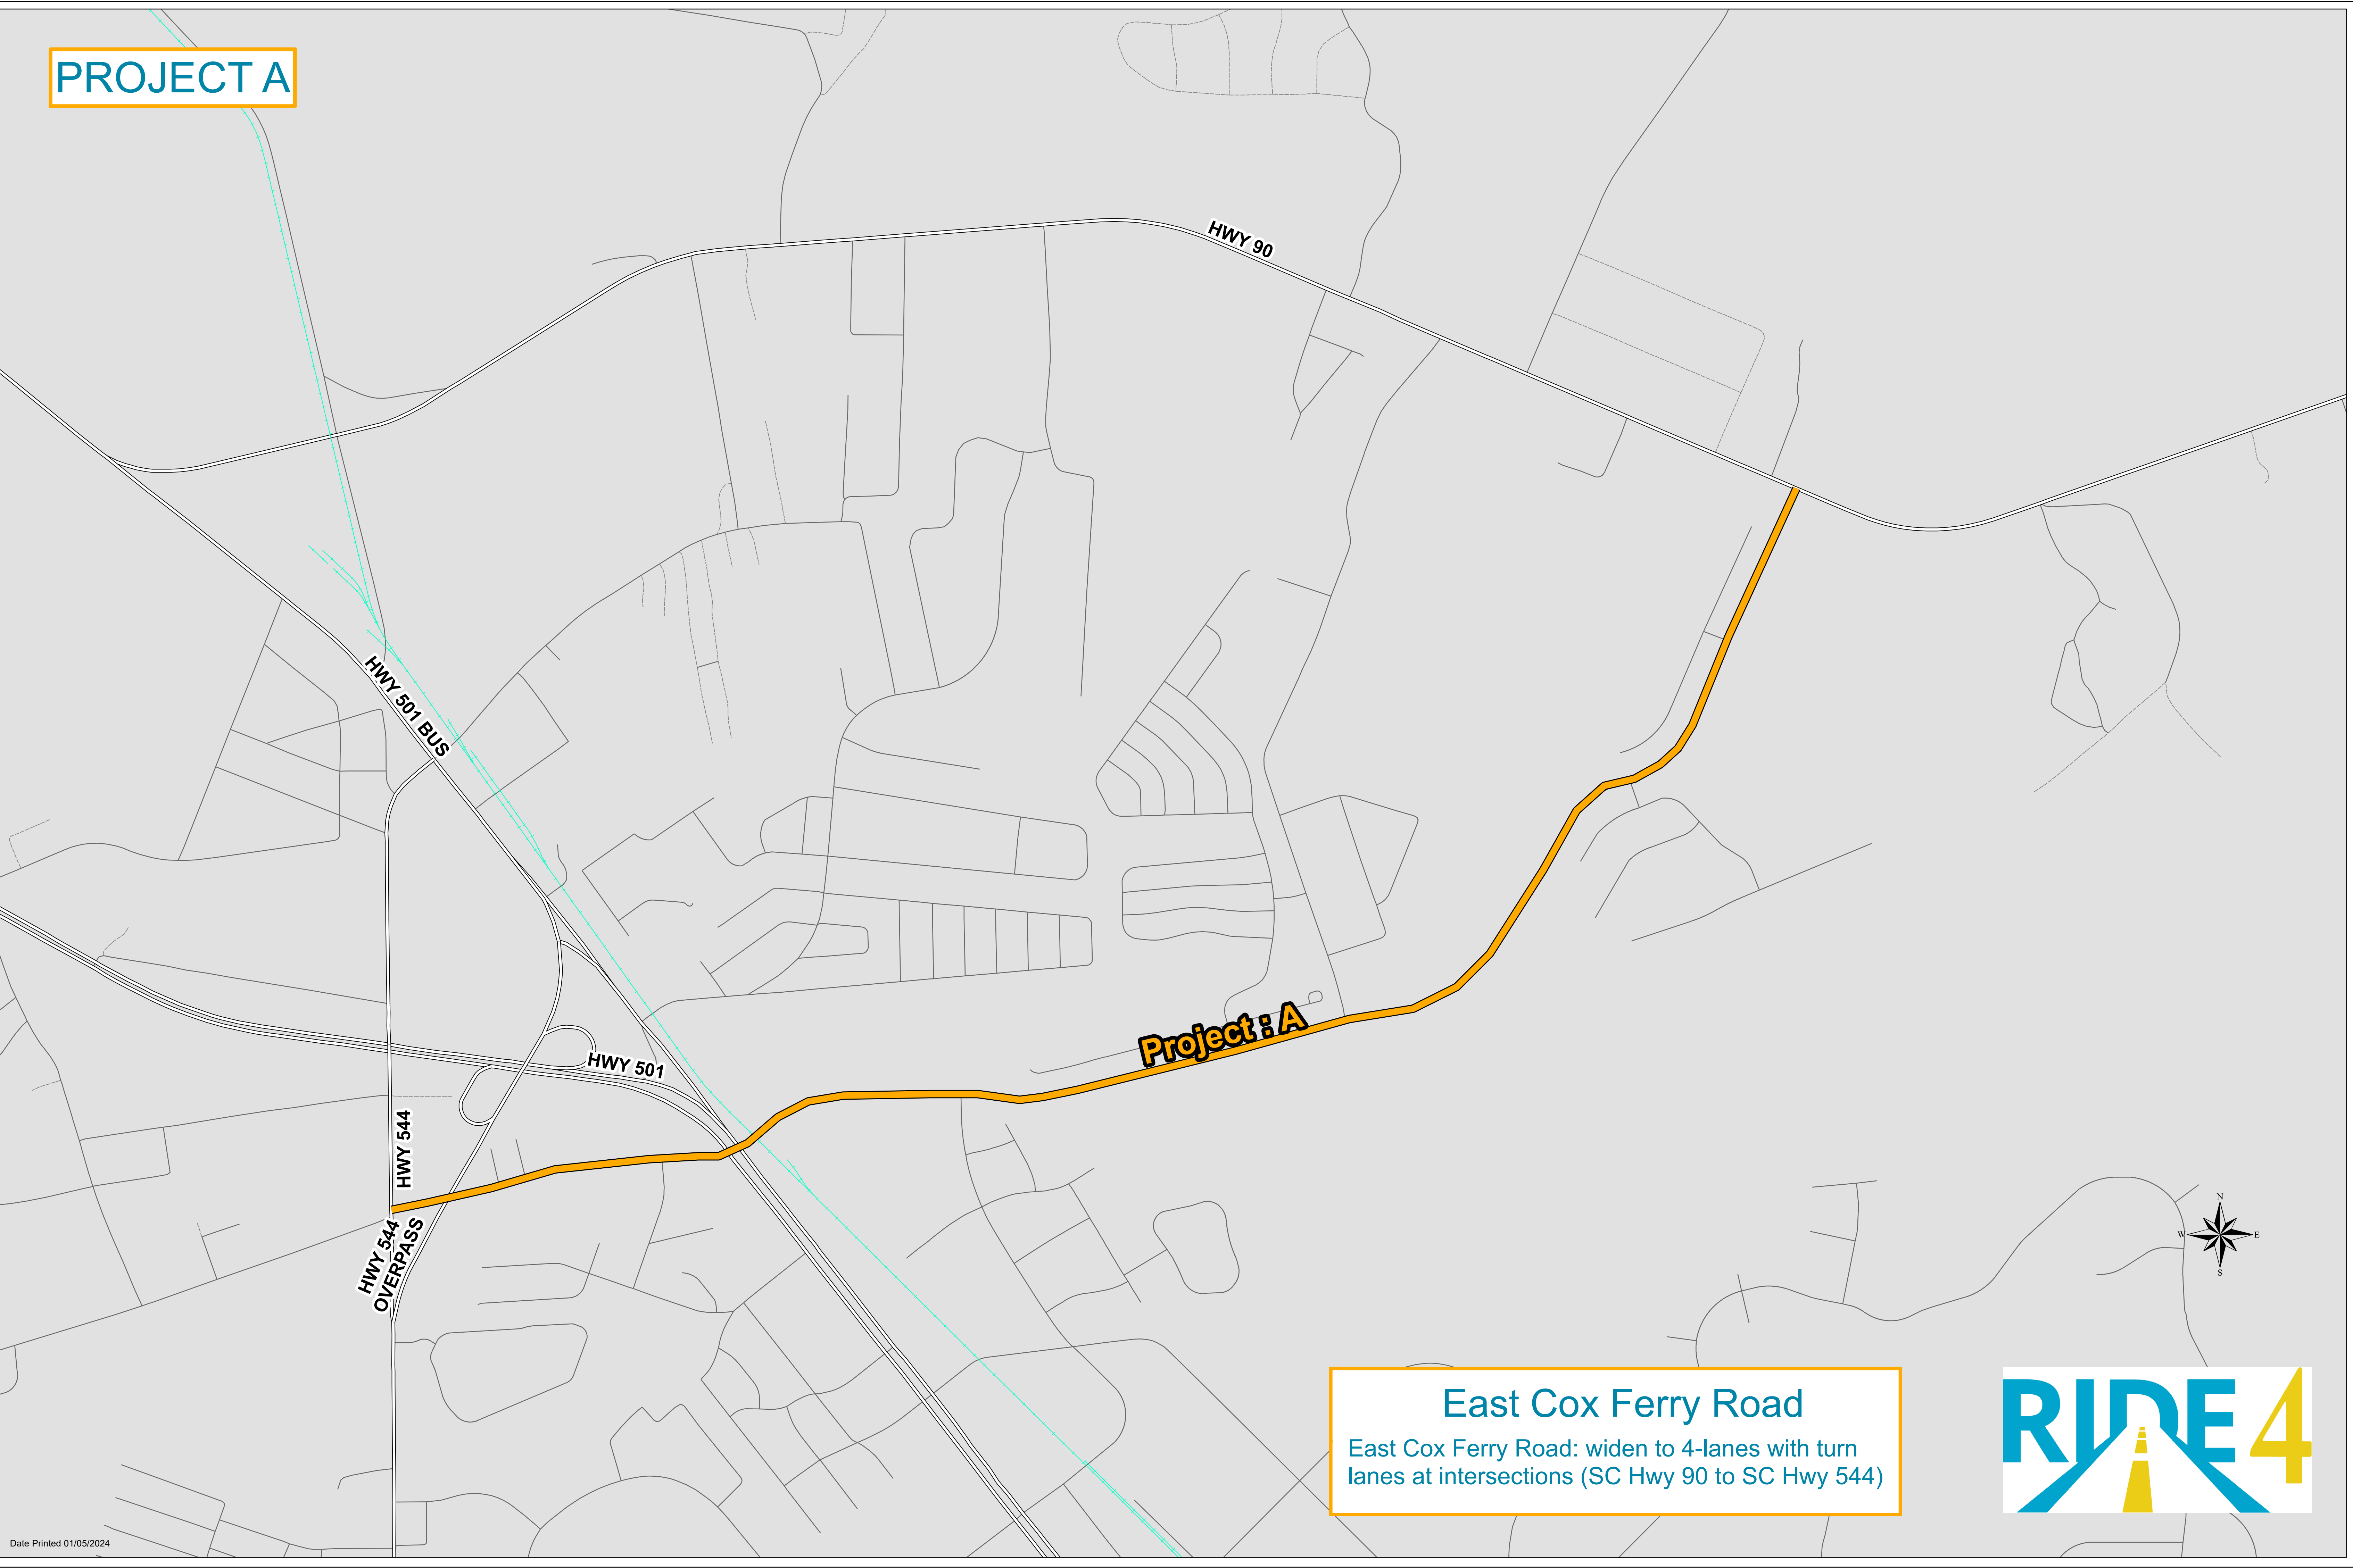 PROJECT A
HWY 90
HWY 501 BUS
HWY 501
Project : A
HWY 544
HWY 544
OVERPASS
N
W
E
S
East Cox Ferry Road
East Cox Ferry Road: widen to 4-lanes with turn
lanes at intersections (SC Hwy 90 to SC Hwy 544)
RIDE 4
Date Printed 01/05/2024